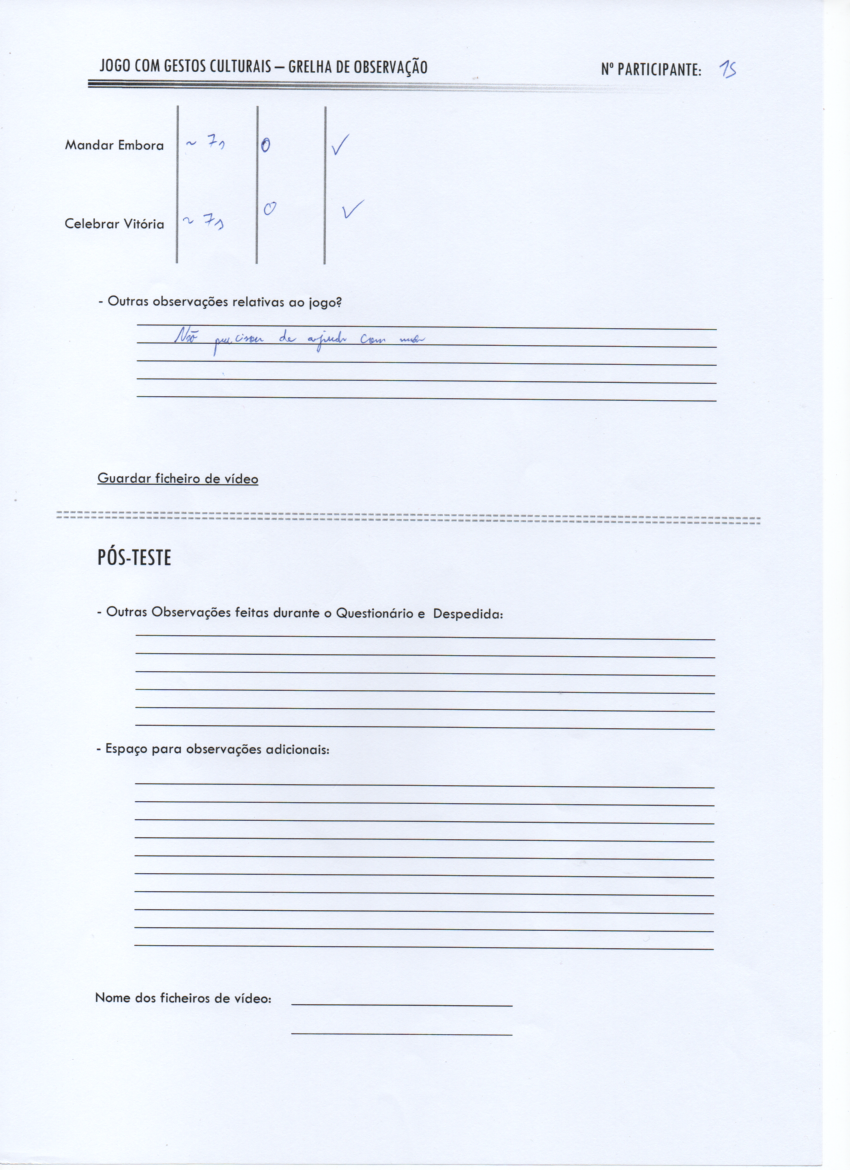 JOGO COM GESTOS CULTURAIS – GRELHA DE OBSERVAÇÃO Nº PARTICIPANTE: 15
Mandar Embora ~ 7s 0 ✓
Celebrar Vitória ~ 7s 0 ✓
- Outras observações relativas ao jogo?
Não precisou de ajuda com
Guardar ficheiro de vídeo
PÓS-TESTE
- Outras Observações feitas durante o Questionário e Despedida:
- Espaço para observações adicionais:
Nome dos ficheiros de vídeo: